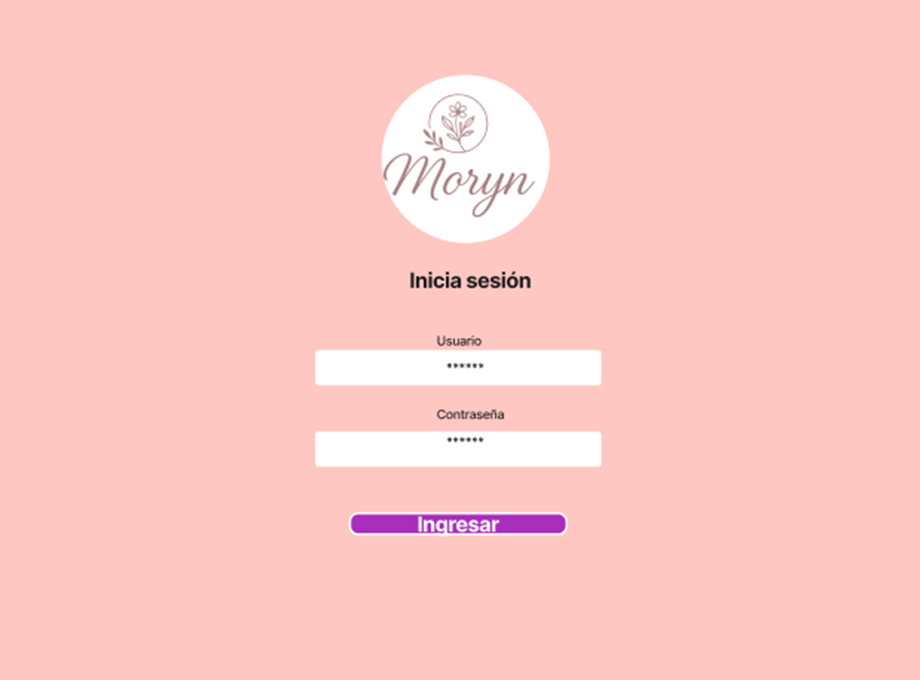 Moryn
Inicia sesión
Usuario
******
Contraseña
******
Ingresar